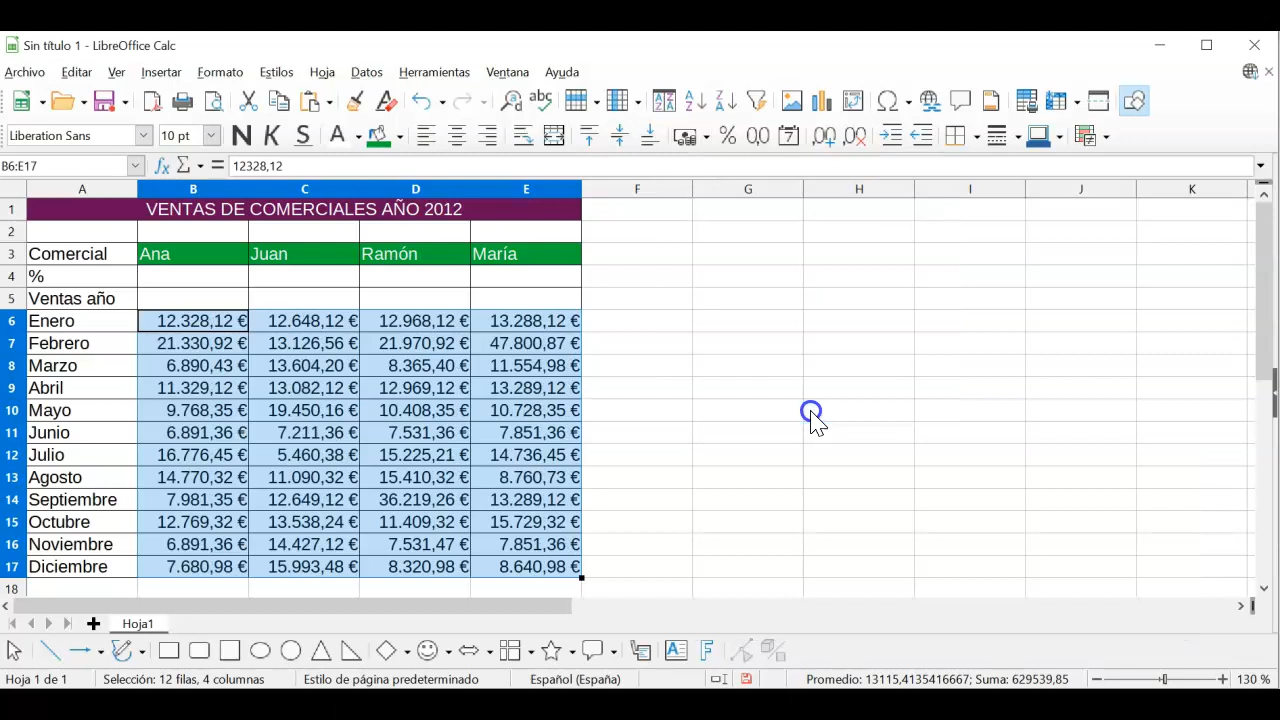 Sin título 1 - LibreOffice Calc
Archivo Editar Ver Insertar Formato Estilos Hoja Datos Herramientas Ventana Ayuda
Liberation Sans 10 pt N K S A
B6:E17 12328,12
A B C D E F G H I J K
1 VENTAS DE COMERCIALES AÑO 2012
2
3 Comercial Ana Juan Ramón María
4 %
5 Ventas año
6 Enero 12.328,12 € 12.648,12 € 12.968,12 € 13.288,12 €
7 Febrero 21.330,92 € 13.126,56 € 21.970,92 € 47.800,87 €
8 Marzo 6.890,43 € 13.604,20 € 8.365,40 € 11.554,98 €
9 Abril 11.329,12 € 13.082,12 € 12.969,12 € 13.289,12 €
10 Mayo 9.768,35 € 19.450,16 € 10.408,35 € 10.728,35 €
11 Junio 6.891,36 € 7.211,36 € 7.531,36 € 7.851,36 €
12 Julio 16.776,45 € 5.460,38 € 15.225,21 € 14.736,45 €
13 Agosto 14.770,32 € 11.090,32 € 15.410,32 € 8.760,73 €
14 Septiembre 7.981,35 € 12.649,12 € 36.219,26 € 13.289,12 €
15 Octubre 12.769,32 € 13.538,24 € 11.409,32 € 15.729,32 €
16 Noviembre 6.891,36 € 14.427,12 € 7.531,47 € 7.851,36 €
17 Diciembre 7.680,98 € 15.993,48 € 8.320,98 € 8.640,98 €
18
Hoja1
Hoja 1 de 1 Selección: 12 filas, 4 columnas Estilo de página predeterminado Español (España) Promedio: 13115,4135416667; Suma: 629539,85 130 %